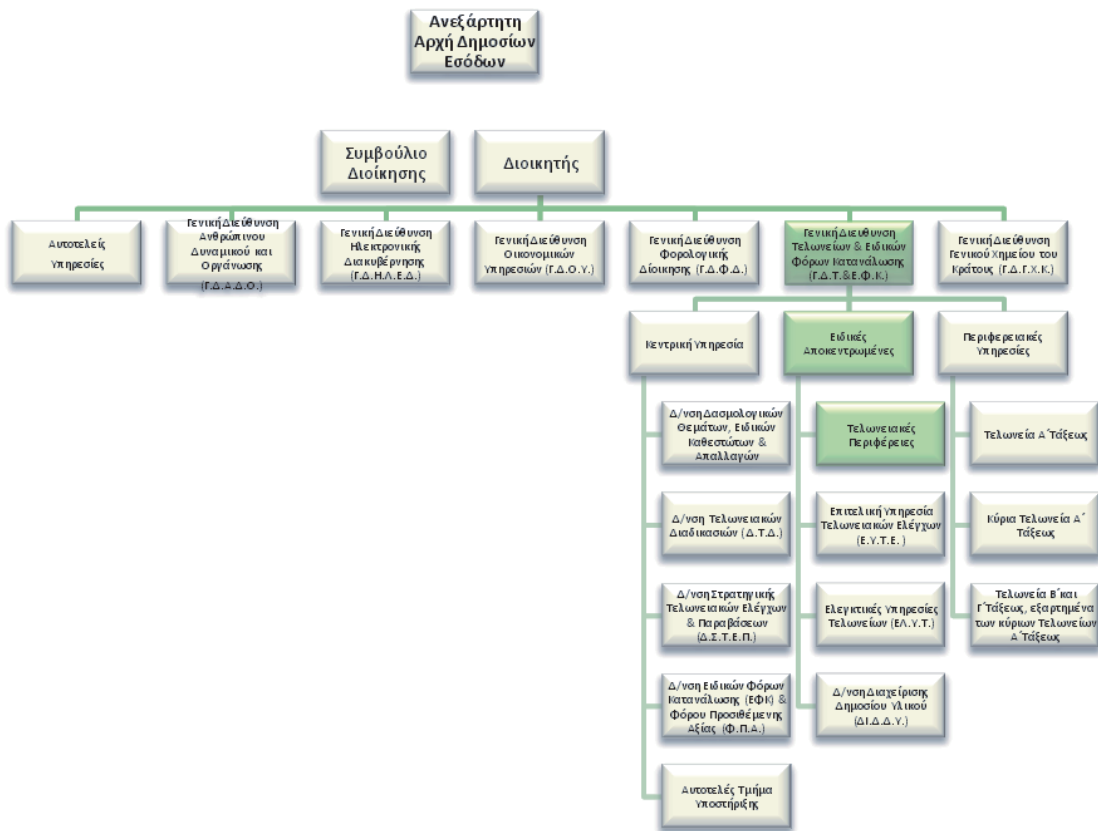 Ανεξάρτητη
Αρχή Δημοσίων
Εσόδων
Συμβούλιο
Διοίκησης
Διοικητής
Αυτοτελείς
Υπηρεσίες
Γενική Διεύθυνση
Ανθρώπινου
Δυναμικού και
Οργάνωσης
(Γ.Δ.Α.Δ.Ο.)
Γενική Διεύθυνση
Ηλεκτρονικής
Διακυβέρνησης
(Γ.Δ.Η.Λ.Ε.Δ.)
Γενική Διεύθυνση
Οικονομικών
Υπηρεσιών (Γ.Δ.Ο.Υ.)
Γενική Διεύθυνση
Φορολογικής
Δίοικησης (Γ.Δ.Φ.Δ.)
Γενική Διευθυνση
Τελωνείων & Ειδικών
Φόρων Κατανάλωσης
(Γ.Δ.Τ.&Ε.Φ.Κ.)
Γενική Διεύθυνση
Γενικού Χημείου του
Κράτους (Γ.Δ.Γ.Χ.Κ.)
Κεντρική Υπηρεσία
Ειδικές
Αποκεντρωμένες
Περιφερειακές
Υπηρεσίες
Δ/νση Δασμολογικών
Θεμάτων, Ειδικών
Καθεστώτων &
Απαλλαγών
Τελωνειακές
Περιφέρειες
Τελωνεία Α΄Τάξεως
Δ/νση Τελωνειακών
Διαδικασιών (Δ.Τ.Δ.)
Επιτελική Υπηρεσία
Τελωνειακών Ελέγχων
(Ε.Υ.Τ.Ε.)
Κύρια Τελωνεία Α΄
Τάξεως
Δ/νση Στρατηγικής
Τελωνειακών Ελέγχων
& Παραβάσεων
(Δ.Σ.Τ.Ε.Π.)
Ελεγκτικές Υπηρεσίες
Τελωνείων (ΕΛ.Υ.Τ.)
Τελωνεία Β΄και
Γ΄Τάξεως, εξαρτημένα
των κύριων Τελωνείων
Α΄Τάξεως
Δ/νση Ειδικών Φόρων
Κατανάλωσης (ΕΦΚ) &
Φόρου Προσιθέμενης
Αξίας (Φ.Π.Α.)
Δ/νση Διαχείρισης
Δημοσίου Υλικού
(ΔΙ.Δ.Δ.Υ.)
Αυτοτελές Τμήμα
Υποστήριξης